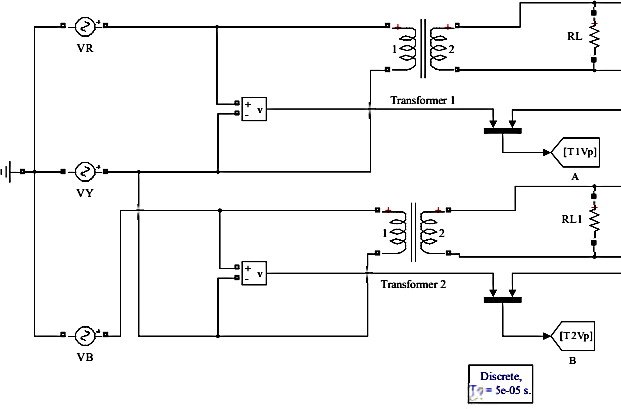 VR
1
2
RL
+
-
v
Transformer 1
[T1Vp]
A
VY
1
2
RL1
+
-
v
Transformer 2
[T2Vp]
B
VB
Discrete,
= 5e-05 s.